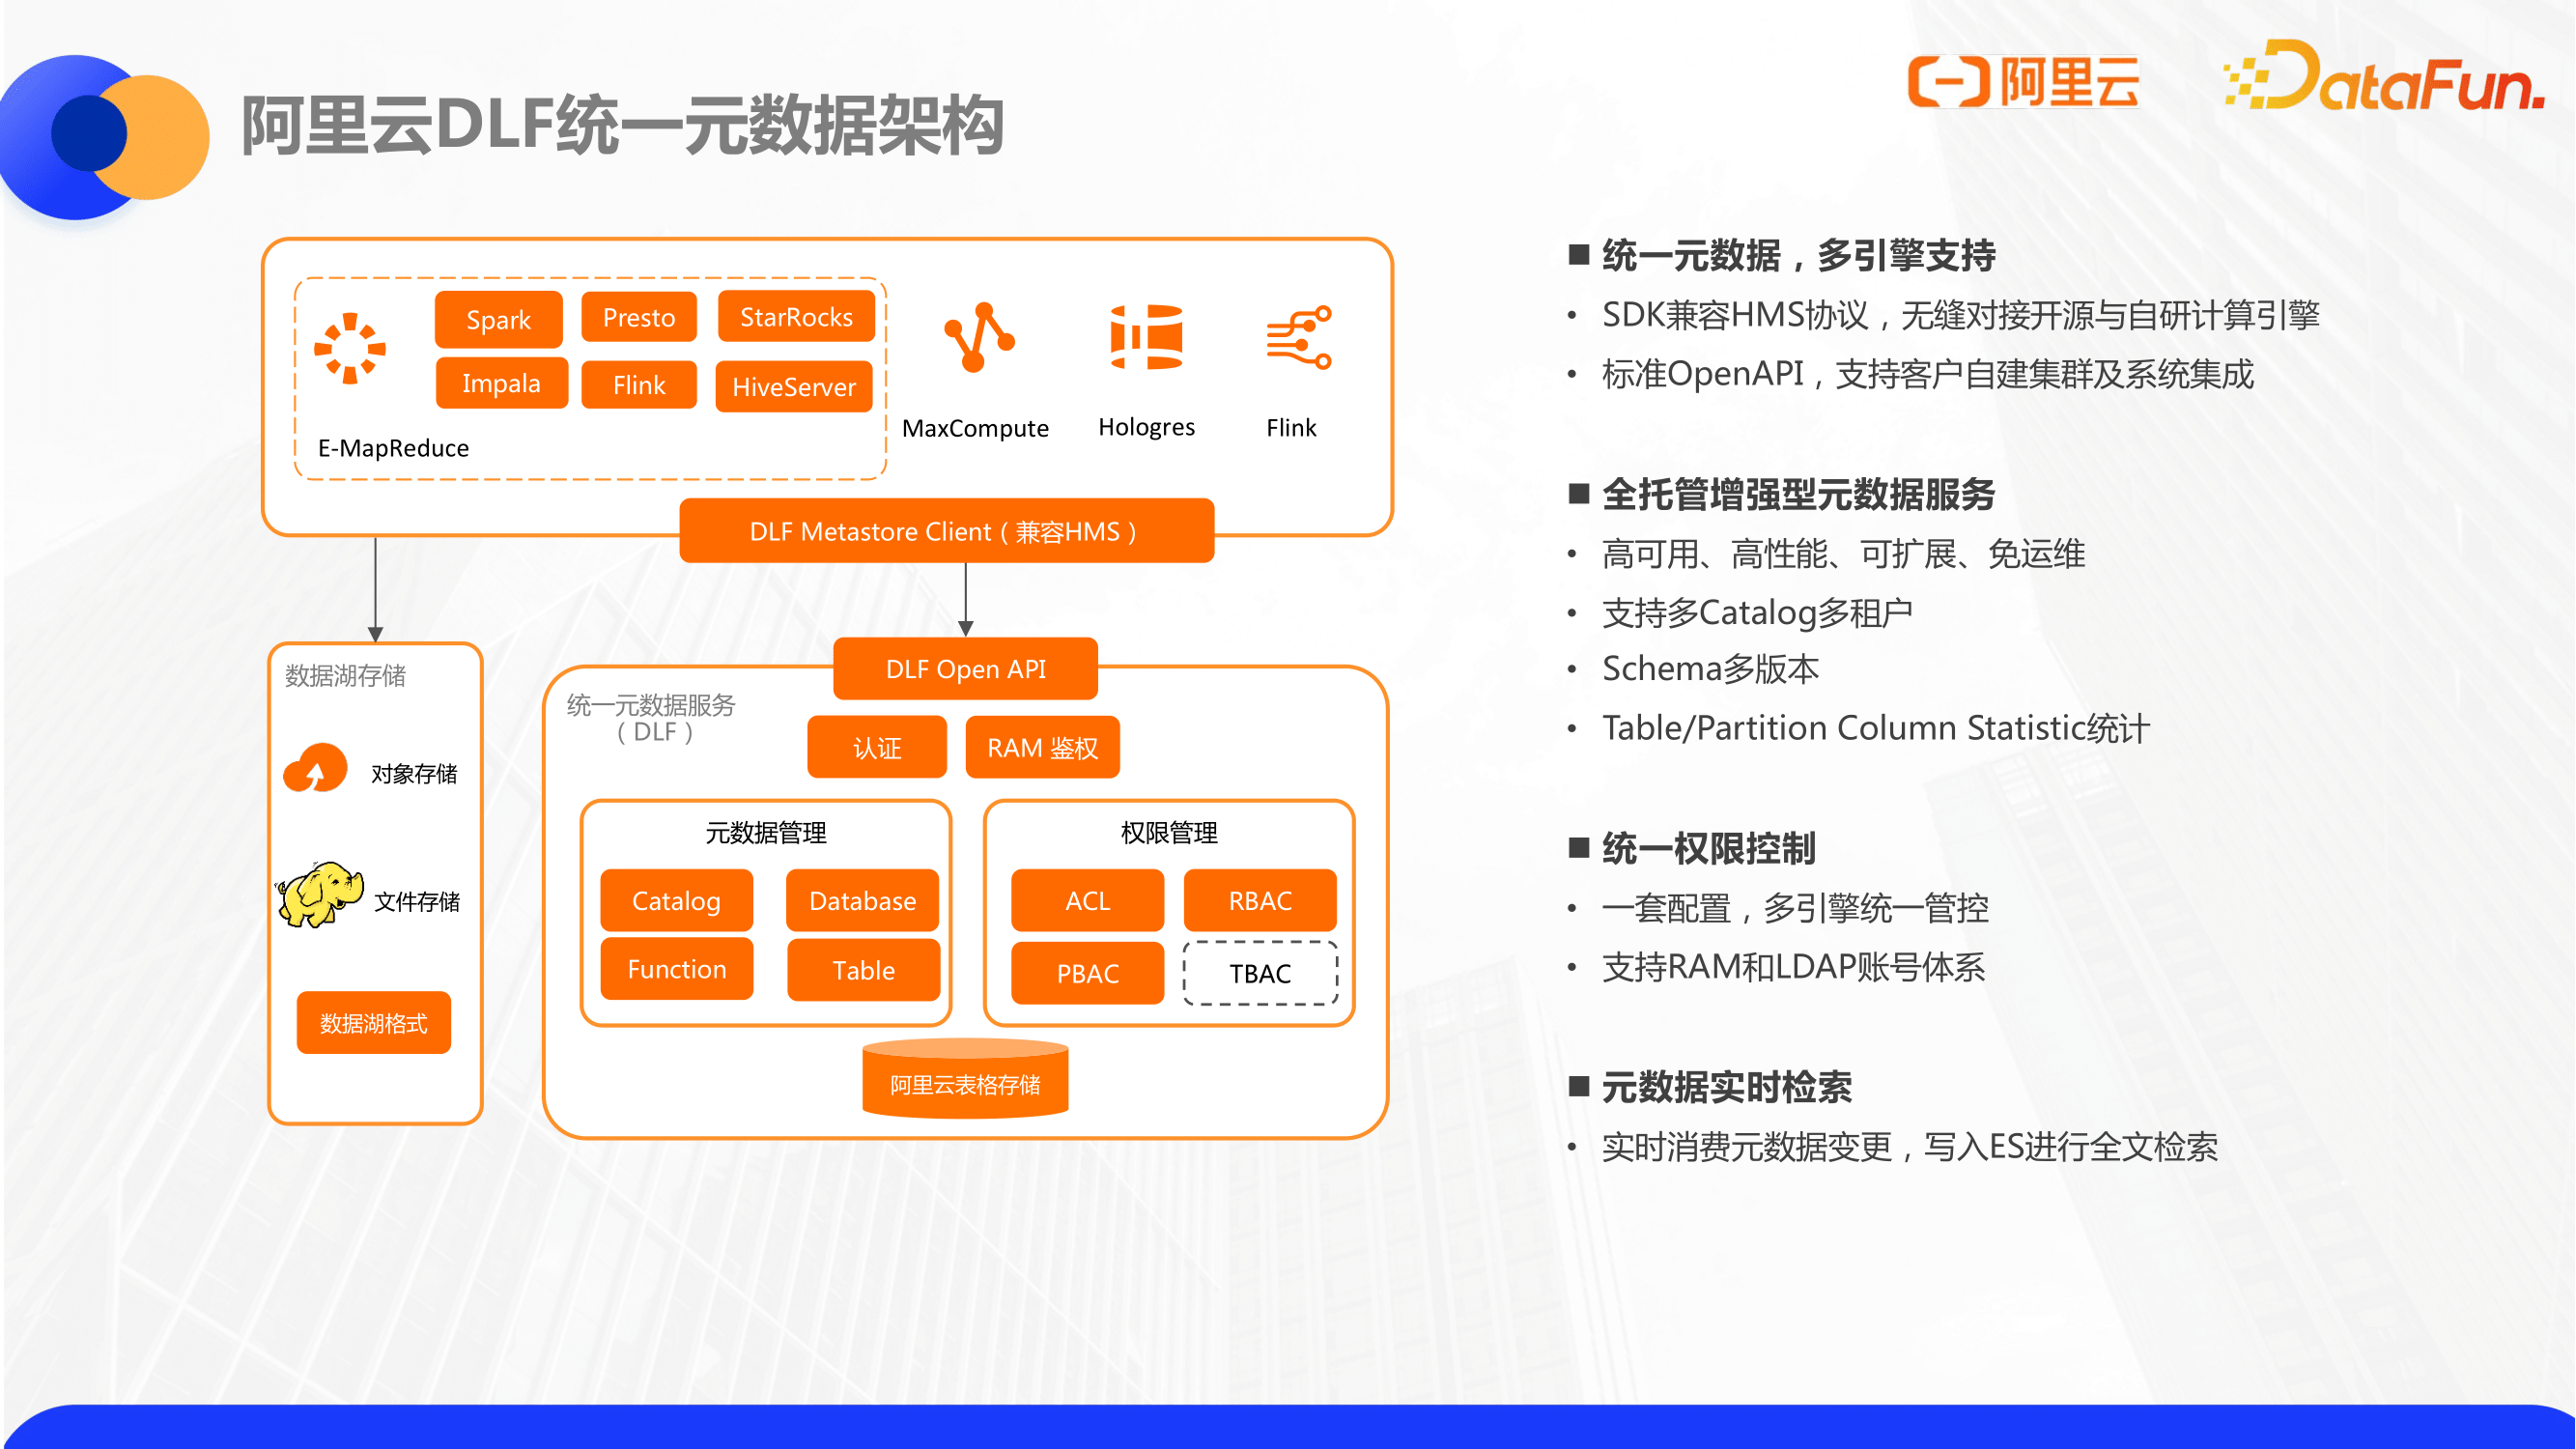 阿里云DLF统一元数据架构
阿里云
DataFun.
Spark
Presto
StarRocks
Impala
Flink
HiveServer
E-MapReduce
MaxCompute
Hologres
Flink
DLF Metastore Client（兼容HMS）
数据湖存储
对象存储
文件存储
数据湖格式
DLF Open API
统一元数据服务
（DLF）
认证
RAM 鉴权
元数据管理
Catalog
Database
Function
Table
权限管理
ACL
RBAC
PBAC
TBAC
阿里云表格存储
■ 统一元数据，多引擎支持
• SDK兼容HMS协议，无缝对接开源与自研计算引擎
• 标准OpenAPI，支持客户自建集群及系统集成
■ 全托管增强型元数据服务
• 高可用、高性能、可扩展、免运维
• 支持多Catalog多租户
• Schema多版本
• Table/Partition Column Statistic统计
■ 统一权限控制
• 一套配置，多引擎统一管控
• 支持RAM和LDAP账号体系
■ 元数据实时检索
• 实时消费元数据变更，写入ES进行全文检索